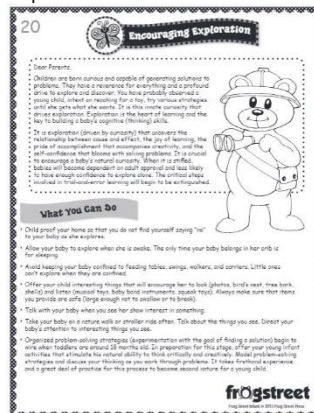 20
Encouraging Exploration
Dear Parents,
Children are born curious and capable of generating solutions to
problems. They have a reverence for everything and a profound
drive to explore and discover. You have probably observed a
young child, intent on reaching for a toy, try various strategies
until she gets what she wants. It is this innate curiosity that
drives exploration. Exploration is the heart of learning and the
key to building a baby's cognitive (thinking) skills.
It is exploration (driven by curiosity) that uncovers the
relationship between cause and effect, the joy of learning, the
pride of accomplishment that accompanies creativity, and the
self-confidence that blooms with solving problems. It is crucial
to encourage a baby's natural curiosity. When it is stifled,
babies will become dependent on adult approval and less likely
to have enough confidence to explore alone. The critical steps
involved in trial-and-error learning will begin to be extinguished.
What You Can Do
• Child proof your home so that you do not find yourself saying "no"
to your baby as she explores.
• Allow your baby to explore when she is awake. The only time your baby belongs in her crib is
for sleeping.
• Avoid keeping your baby confined to feeding tables, swings, walkers, and carriers. Little ones
can't explore when they are confined.
• Offer your child interesting things that will encourage her to look (photos, bird's nest, tree bark,
shells) and listen (musical toys, baby band instruments, squeak toys). Always make sure that items
you provide are safe (large enough not to swallow or to break).
• Talk with your baby when you see her show interest in something.
• Take your baby on a nature walk or stroller ride often. Talk about the things you see. Direct your
baby's attention to interesting things you see.
• Organized problem-solving strategies (experimentation with the goal of finding a solution) begin to
wire when toddlers are around 18 months old. In preparation for this stage, offer your young infant
activities that stimulate his natural ability to think critically and creatively. Model problem-solving
strategies and discuss your thinking as you work through problems. It takes firsthand experience
and a great deal of practice for this process to become second nature for a young child.
frogstreet
Frog Street Infant © 2013 Frog Street Press